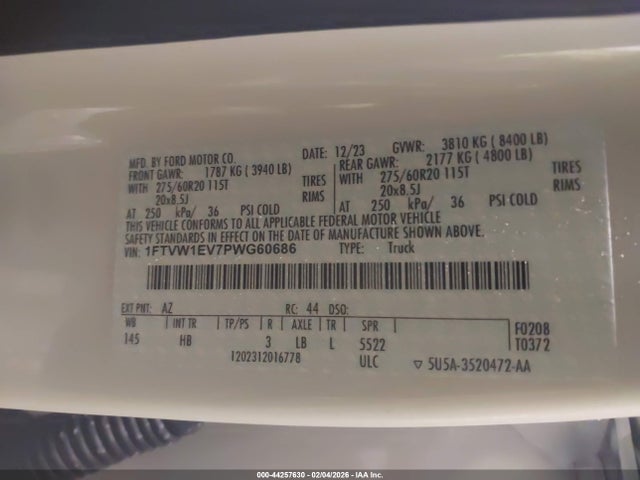 MFD. BY FORD MOTOR CO. DATE: 12/23 GVWR: 3810 KG ( 8400 LB)
FRONT GAWR: 1787 KG ( 3940 LB) REAR GAWR: 2177 KG ( 4800 LB)
WITH 275/60R20 115T TIRES WITH 275/60R20 115T TIRES
20x8.5J RIMS 20x8.5J RIMS
AT 250 kPa/ 36 PSI COLD AT 250 kPa/ 36 PSI COLD
THIS VEHICLE CONFORMS TO ALL APPLICABLE FEDERAL MOTOR VEHICLE
SAFETY STANDARDS IN EFFECT ON THE DATE OF MANUFACTURE SHOWN ABOVE.
VIN: 1FTVW1EV7PWG60686 TYPE: Truck
EXT PNT: AZ RC: 44 DSO:
WB INT TR TP/PS R AXLE TR SPR F0208
145 HB 3 LB L 5522 T0372
1202312016778 ULC ▽ 5U5A-3520472-AA
000-44257630 - 02/04/2026 - IAA Inc.